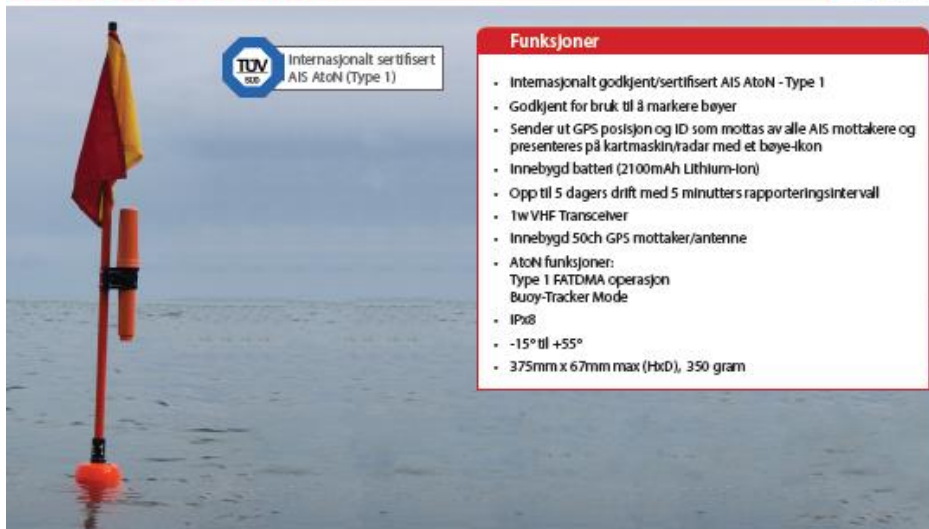 TÜV
SÜD
Internasjonalt sertifisert
AIS AtoN (Type 1)
Funksjoner
• Internasjonalt godkjent/sertifisert AIS AtoN - Type 1
• Godkjent for bruk til å markere bøyer
• Sender ut GPS posisjon og ID som mottas av alle AIS mottakere og
presenteres på kartmaskin/radar med et bøye-ikon
• Innebygd batteri (2100mAh Lithium-Ion)
• Opp til 5 dagers drift med 5 minutters rapporteringsintervall
• 1w VHF Transceiver
• Innebygd 50ch GPS mottaker/antenne
• AtoN funksjoner:
Type 1 FATDMA operasjon
Buoy-Tracker Mode
• IPx8
• -15° til +55°
• 375mm x 67mm max (HxD), 350 gram